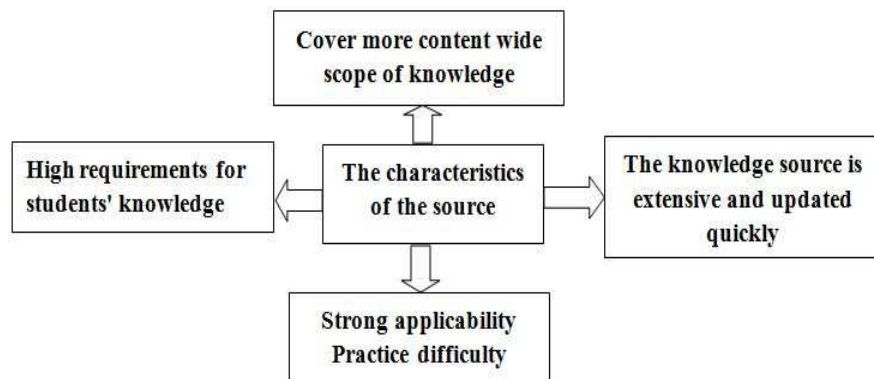 Cover more content wide
scope of knowledge
High requirements for
students' knowledge
The characteristics
of the source
The knowledge source is
extensive and updated
quickly
Strong applicability
Practice difficulty